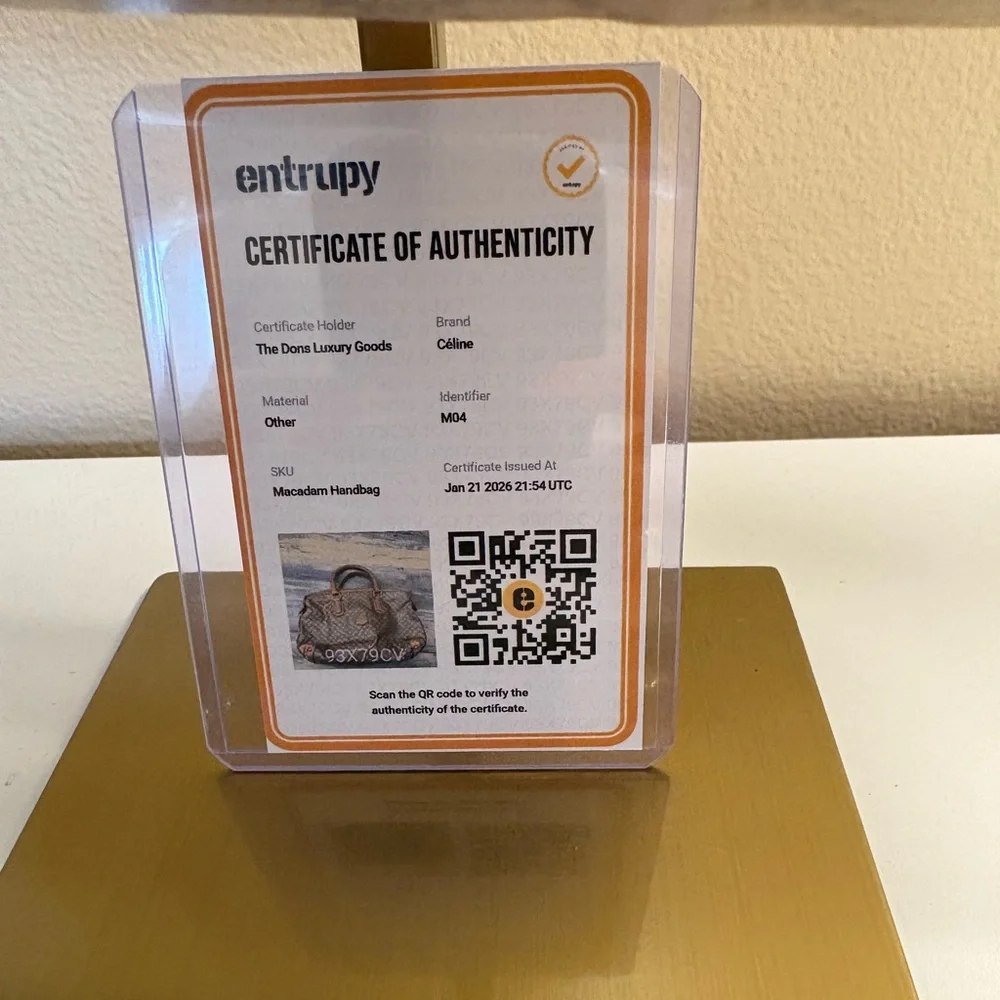 entrupy
CERTIFICATE OF AUTHENTICITY
Certificate Holder
The Dons Luxury Goods
Brand
Céline
Material
Other
Identifier
M04
SKU
Macadam Handbag
Certificate Issued At
Jan 21 2026 21:54 UTC
93X79CV
e
Scan the QR code to verify the
authenticity of the certificate.